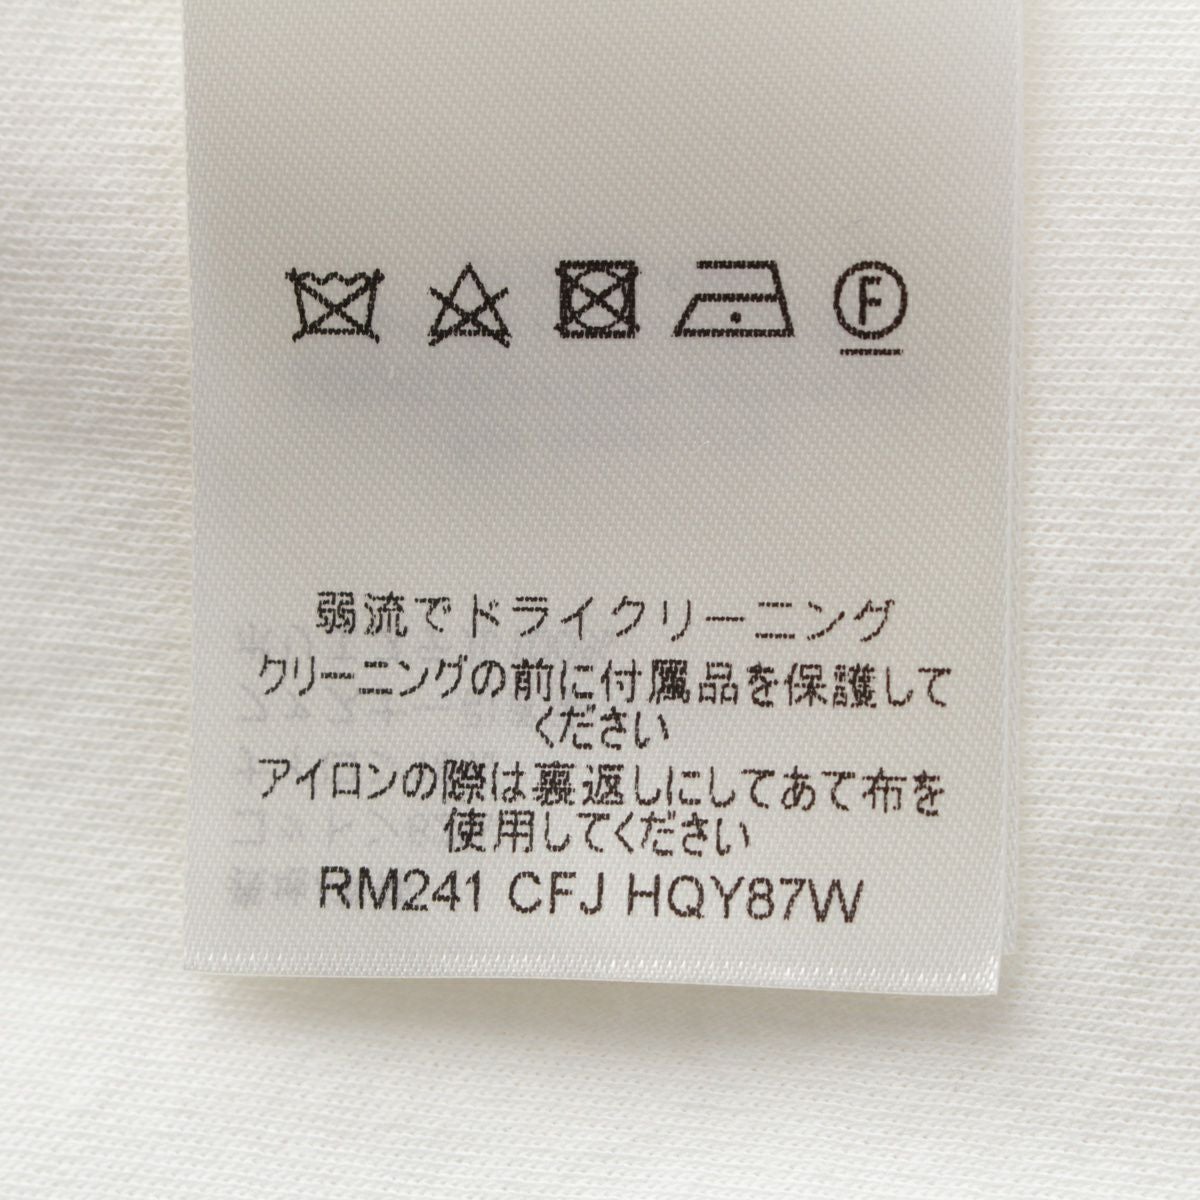 F
弱流でドライクリーニング
クリーニングの前に付属品を保護して
ください
アイロンの際は裏返しにしてあて布を
使用してください
RM241 CFJ HQY87W